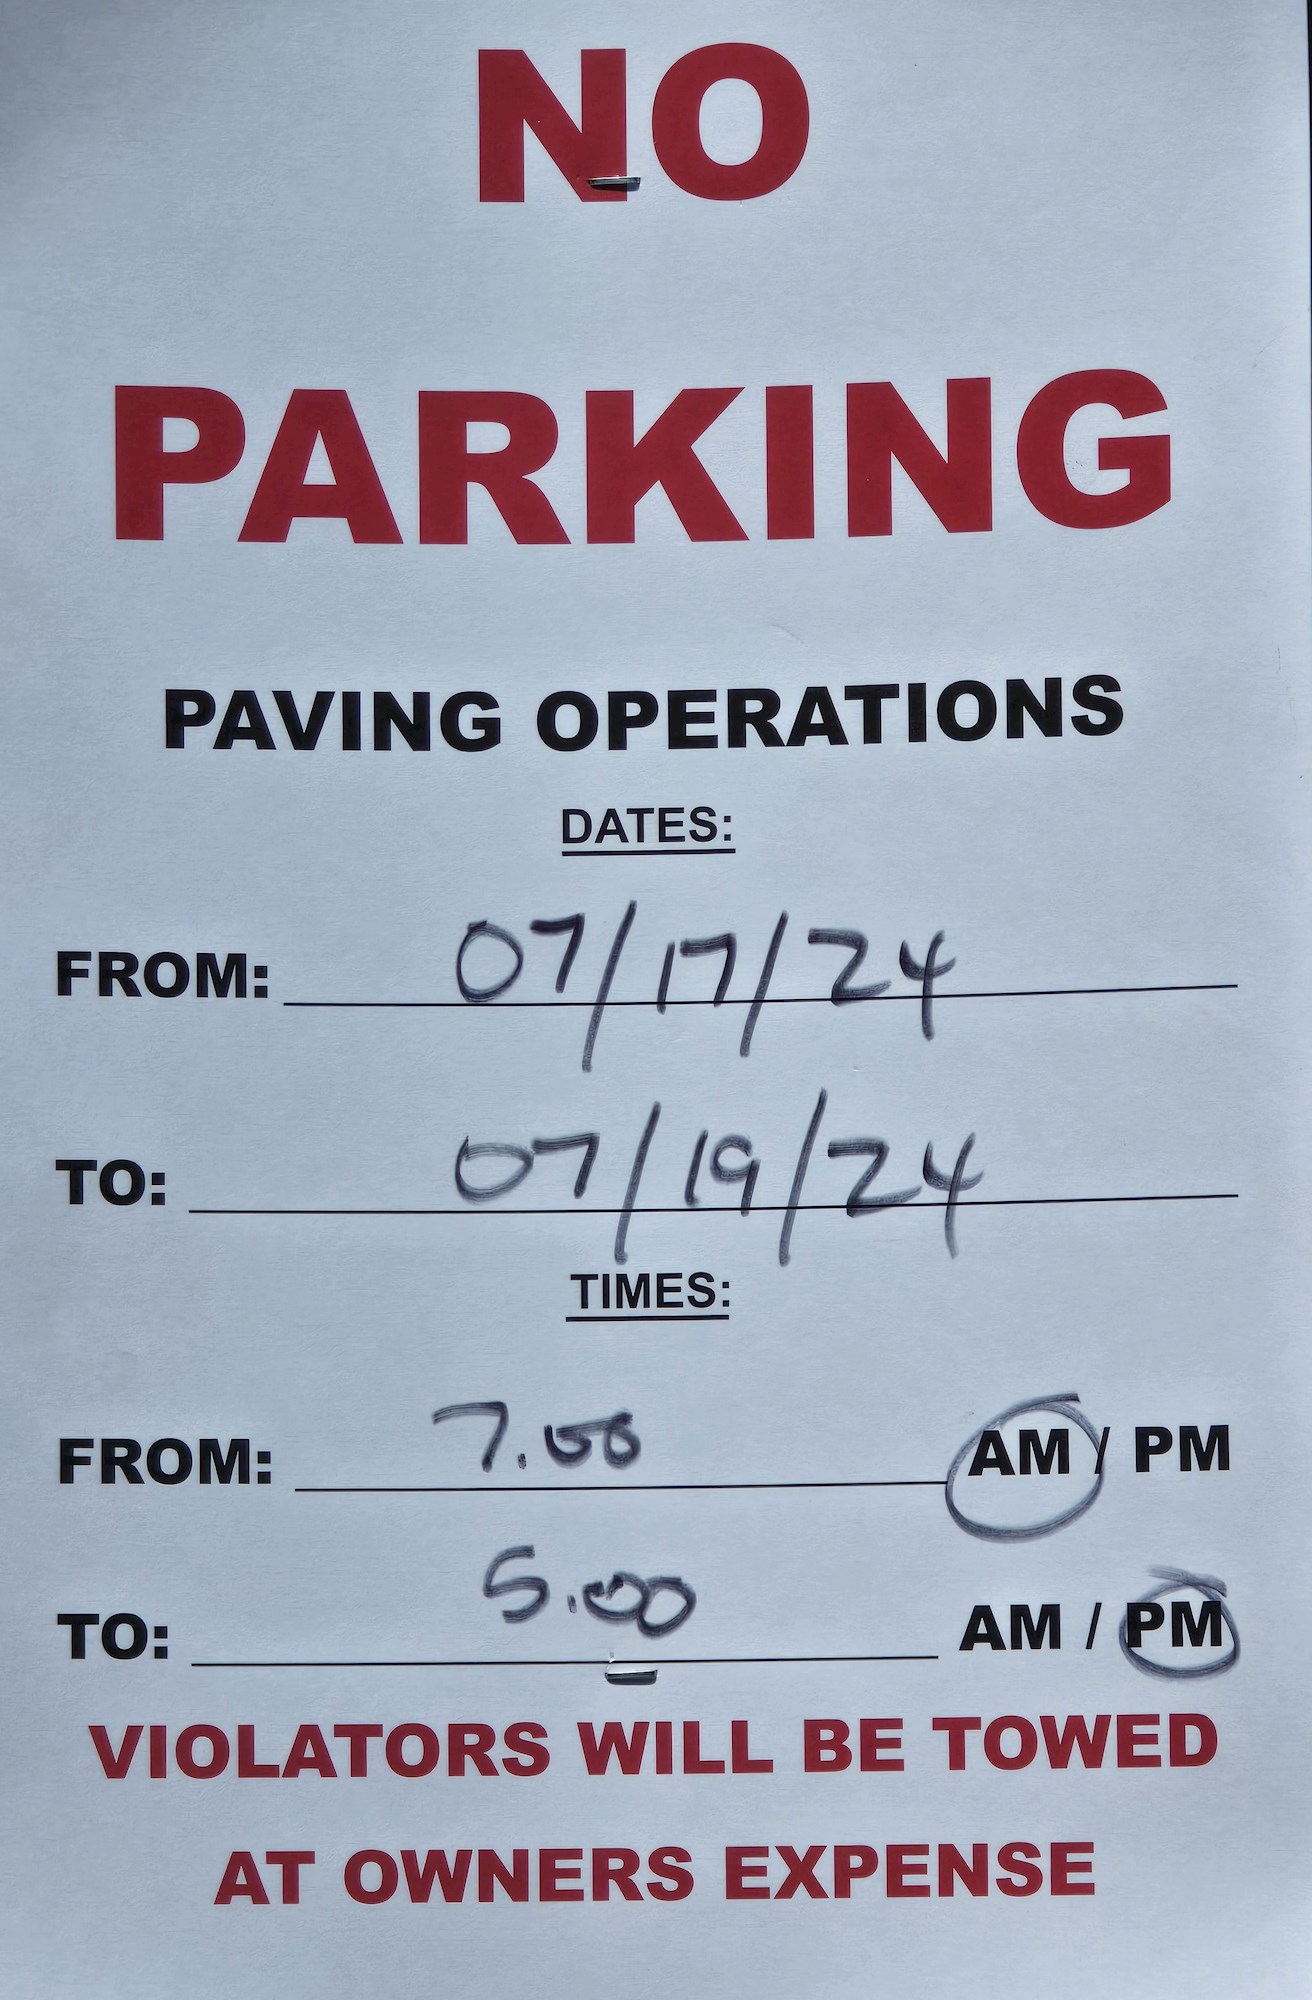 NO
PARKING
PAVING OPERATIONS
DATES:
FROM: 07/17/24
TO: 07/19/24
TIMES:
FROM: 7.00 AM / PM
TO: 5.00 AM / PM
VIOLATORS WILL BE TOWED
AT OWNERS EXPENSE